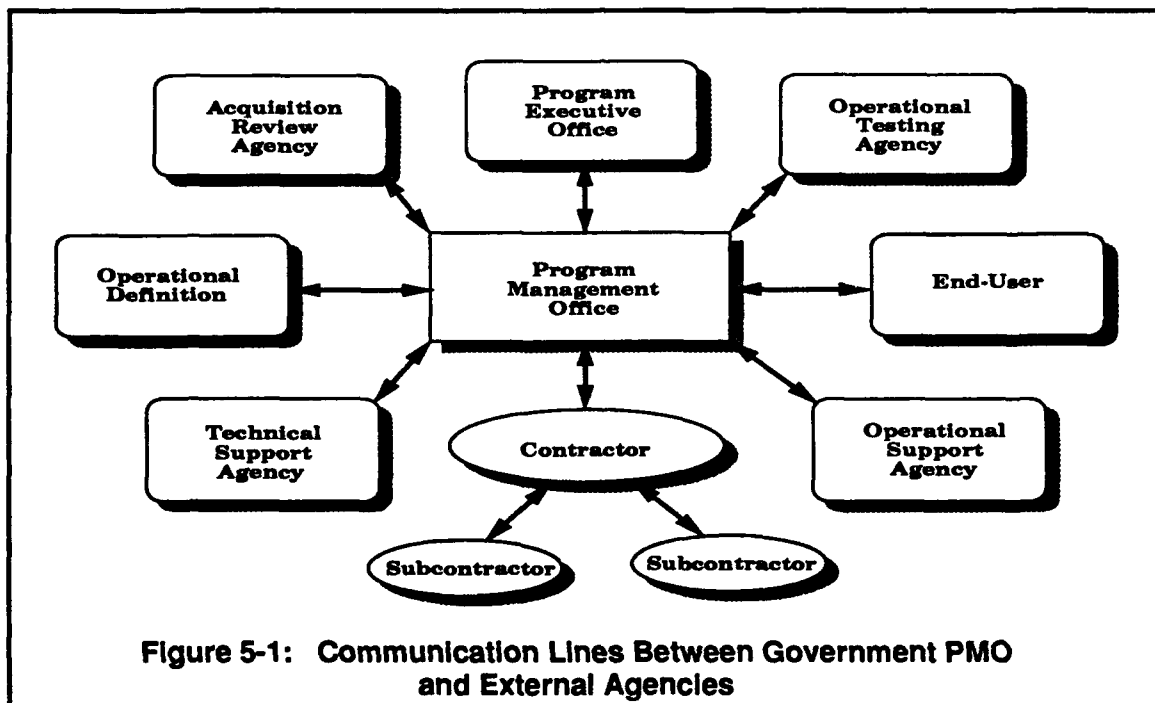 Acquisition
Review
Agency
Program
Executive
Office
Operational
Testing
Agency
Operational
Definition
Program
Management
Office
End-User
Technical
Support
Agency
Contractor
Operational
Support
Agency
Subcontractor
Subcontractor
Figure 5-1: Communication Lines Between Government PMO
and External Agencies